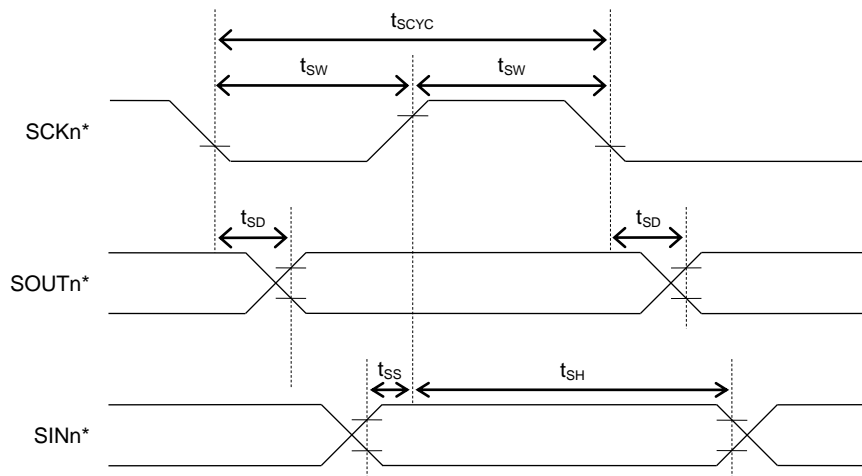 tSCYC
tSW tSW
SCKn*
tSD tSD
SOUTn*
tSS tSH
SINn*